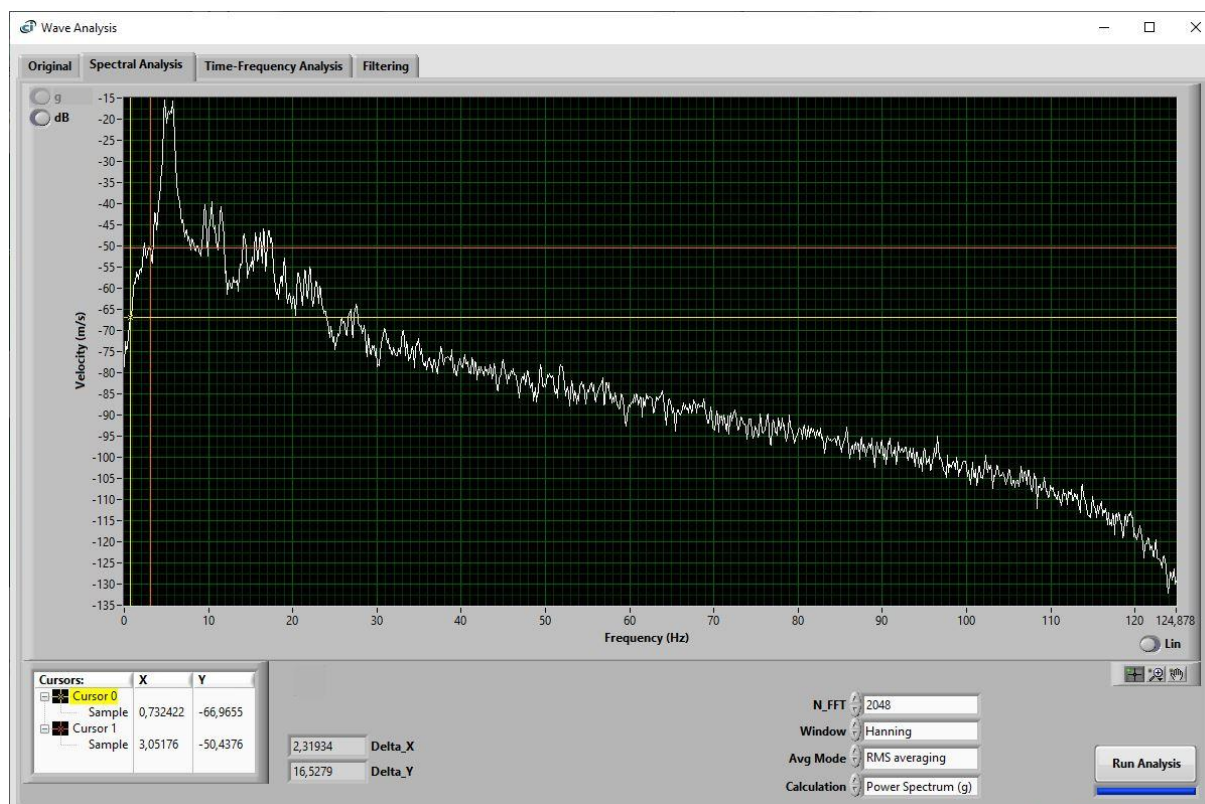 Wave Analysis
Original Spectral Analysis Time-Frequency Analysis Filtering
g
dB
Velocity (m/s)
-15
-20
-25
-30
-35
-40
-45
-50
-55
-60
-65
-70
-75
-80
-85
-90
-95
-100
-105
-110
-115
-120
-125
-130
-135
0 10 20 30 40 50 60 70 80 90 100 110 120 124,878
Frequency (Hz)
Lin
Cursors: X Y
Cursor 0
Sample 0,732422 -66,9655
Cursor 1
Sample 3,05176 -50,4376
2,31934 Delta_X
16,5279 Delta_Y
N_FFT 2048
Window Hanning
Avg Mode RMS averaging
Calculation Power Spectrum (g)
Run Analysis